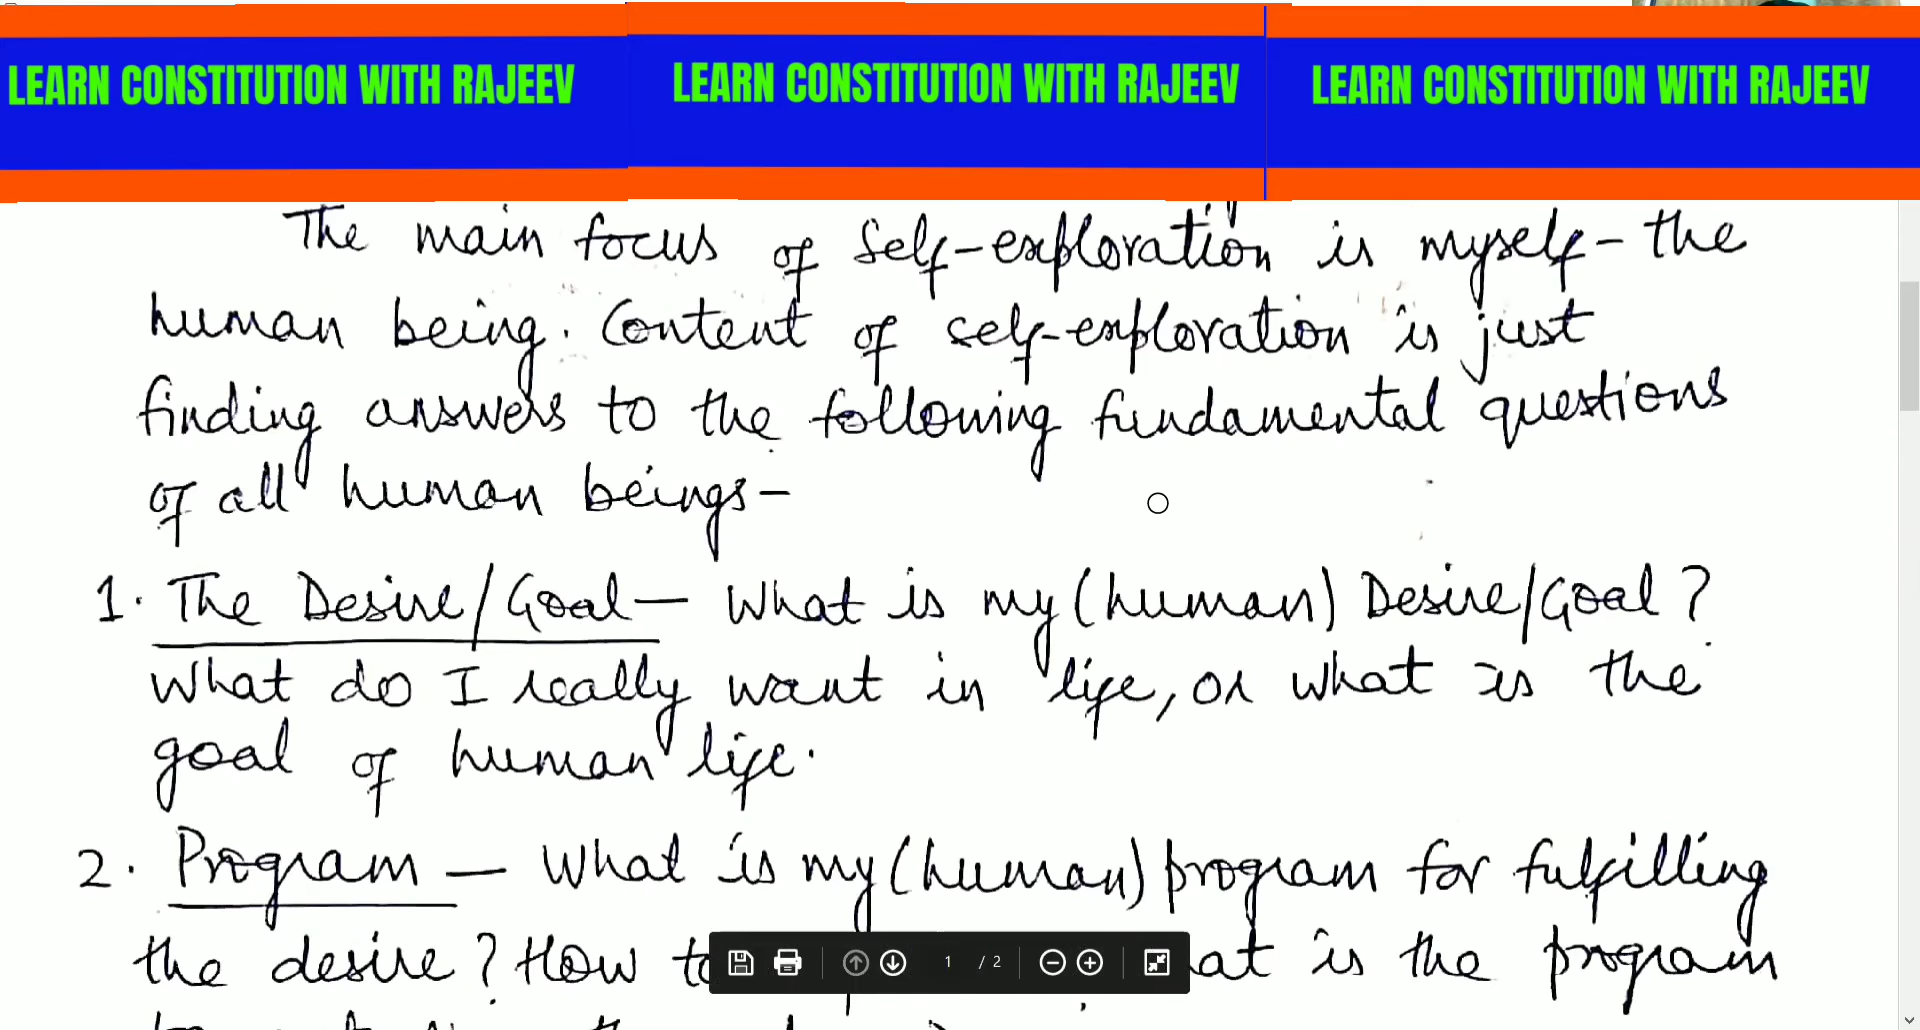 LEARN CONSTITUTION WITH RAJEEV LEARN CONSTITUTION WITH RAJEEV LEARN CONSTITUTION WITH RAJEEV
The main focus of Self-exploration is myself - the
human being. Content of self-exploration is just
finding answers to the following fundamental questions
of all human beings-
1. The Desire/Goal - What is my (human) Desire/Goal?
What do I really want in life, or what is the
goal of human life.
2. Program - What is my (human) program for fulfilling
the desire? How is the program
1 / 2